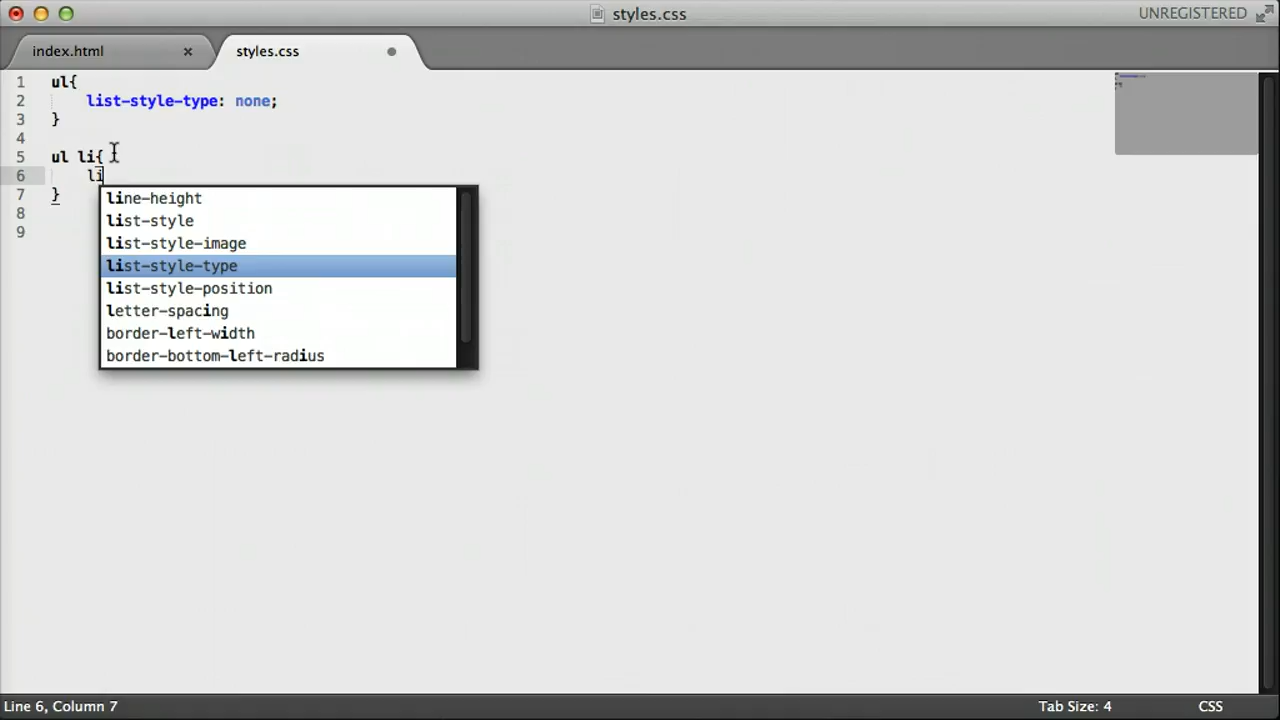 styles.css
UNREGISTERED
index.html × styles.css
1 ul{
2 list-style-type: none;
3 }
4
5 ul li{
6 li
7 }
8
9
line-height
list-style
list-style-image
list-style-type
list-style-position
letter-spacing
border-left-width
border-bottom-left-radius
Line 6, Column 7
Tab Size: 4
CSS